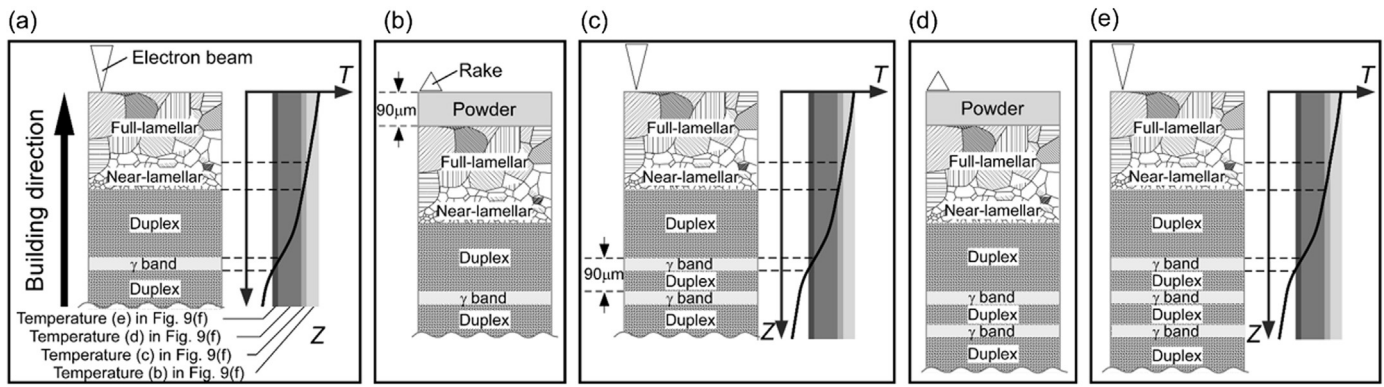 (a)
Electron beam
T
Building direction
Full-lamellar
Near-lamellar
Duplex
γ band
Duplex
Temperature (e) in Fig. 9(f)
Temperature (d) in Fig. 9(f)
Temperature (c) in Fig. 9(f)
Temperature (b) in Fig. 9(f)
Z
(b)
Rake
90μm
Powder
Full-lamellar
Near-lamellar
Duplex
γ band
Duplex
(c)
T
Full-lamellar
Near-lamellar
Duplex
γ band
90μm
Duplex
γ band
Duplex
Z
(d)
Powder
Full-lamellar
Near-lamellar
Duplex
γ band
Duplex
γ band
Duplex
(e)
T
Full-lamellar
Near-lamellar
Duplex
γ band
Duplex
γ band
Duplex
γ band
Duplex
Z